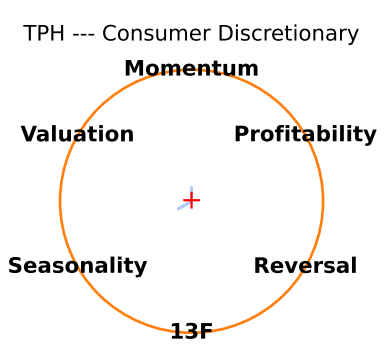 TPH --- Consumer Discretionary
Momentum
Valuation
Profitability
Seasonality
Reversal
13F